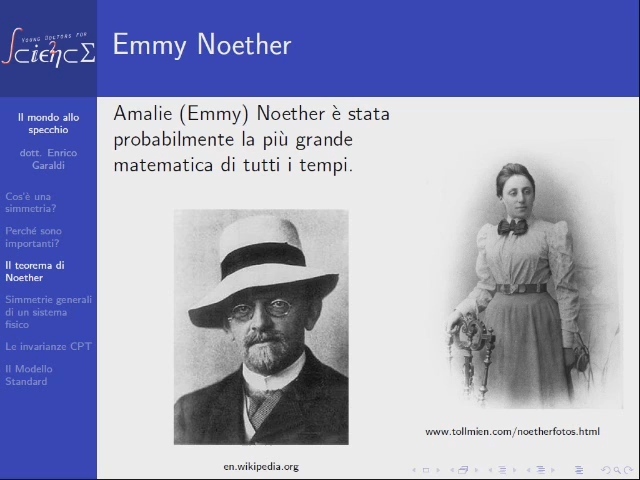 Young Doctors for
Emmy Noether
Il mondo allo
specchio
dott. Enrico
Garaldi
Cos'è una
simmetria?
Perché sono
importanti?
Il teorema di
Noether
Simmetrie generali
di un sistema
fisico
Le invarianze CPT
Il Modello
Standard
Amalie (Emmy) Noether è stata
probabilmente la più grande
matematica di tutti i tempi.
www.tollmien.com/noetherfotos.html
en.wikipedia.org